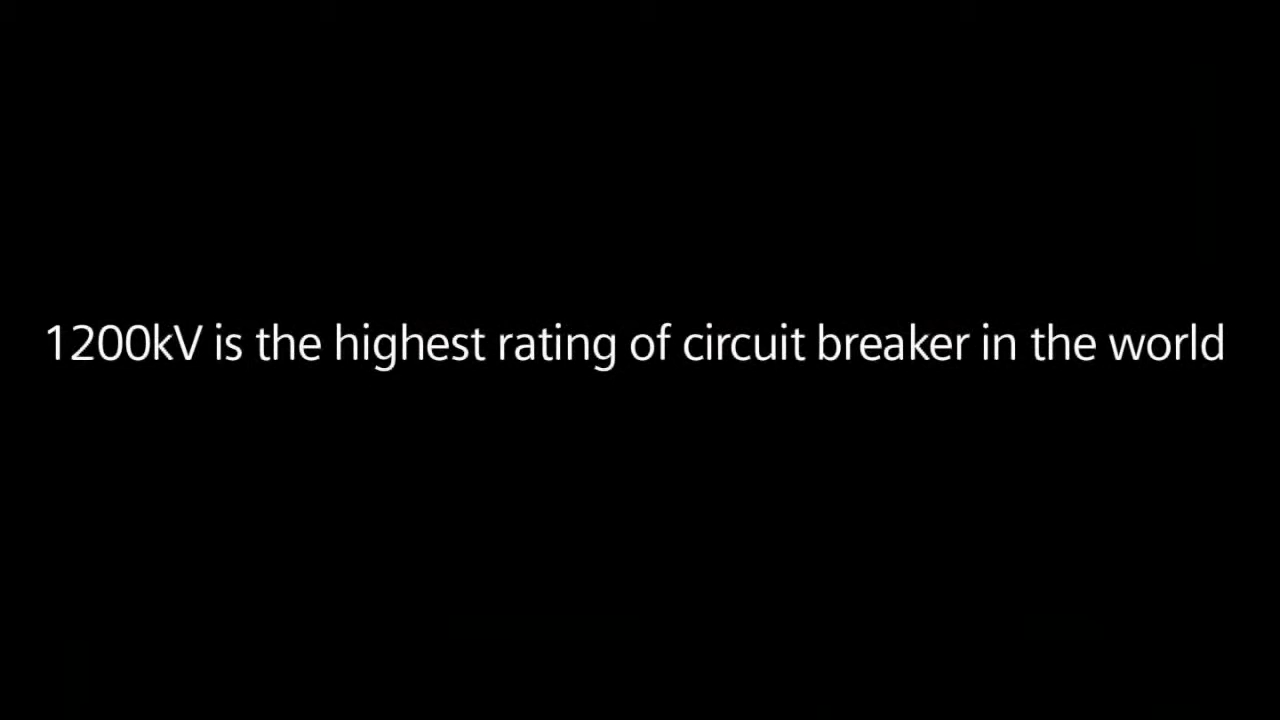 1200kV is the highest rating of circuit breaker in the world